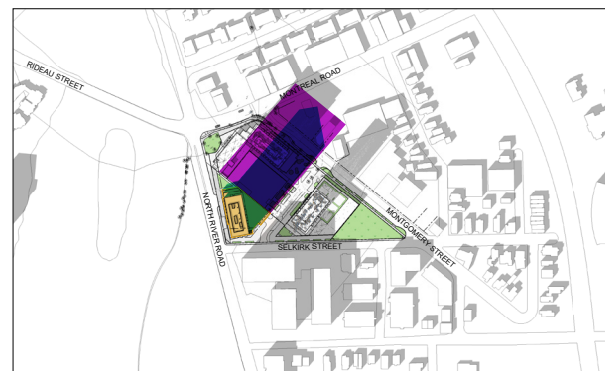 RIDEAU STREET
MONTREAL ROAD
NORTH RIVER ROAD
MONTGOMERY STREET
SELKIRK STREET